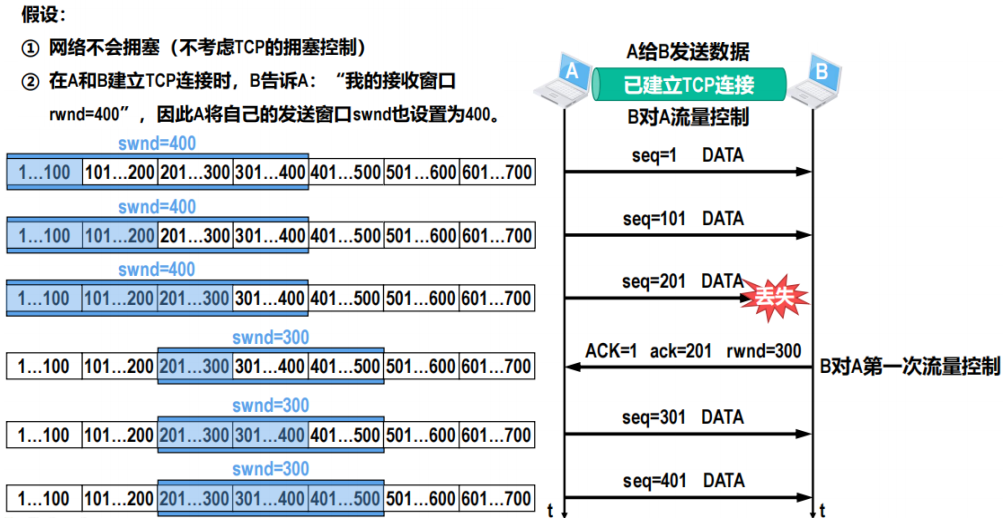 假设：
① 网络不会拥塞（不考虑TCP的拥塞控制）
② 在A和B建立TCP连接时，B告诉A：“我的接收窗口
rwnd=400”，因此A将自己的发送窗口swnd也设置为400。
swnd=400
1…100 101…200 201…300 301…400 401…500 501…600 601…700
swnd=400
1…100 101…200 201…300 301…400 401…500 501…600 601…700
swnd=400
1…100 101…200 201…300 301…400 401…500 501…600 601…700
swnd=300
1…100 101…200 201…300 301…400 401…500 501…600 601…700
swnd=300
1…100 101…200 201…300 301…400 401…500 501…600 601…700
swnd=300
1…100 101…200 201…300 301…400 401…500 501…600 601…700
A给B发送数据
A 已建立TCP连接 B
B对A流量控制
seq=1 DATA
seq=101 DATA
seq=201 DATA 丢失
ACK=1 ack=201 rwnd=300 B对A第一次流量控制
seq=301 DATA
seq=401 DATA
t t